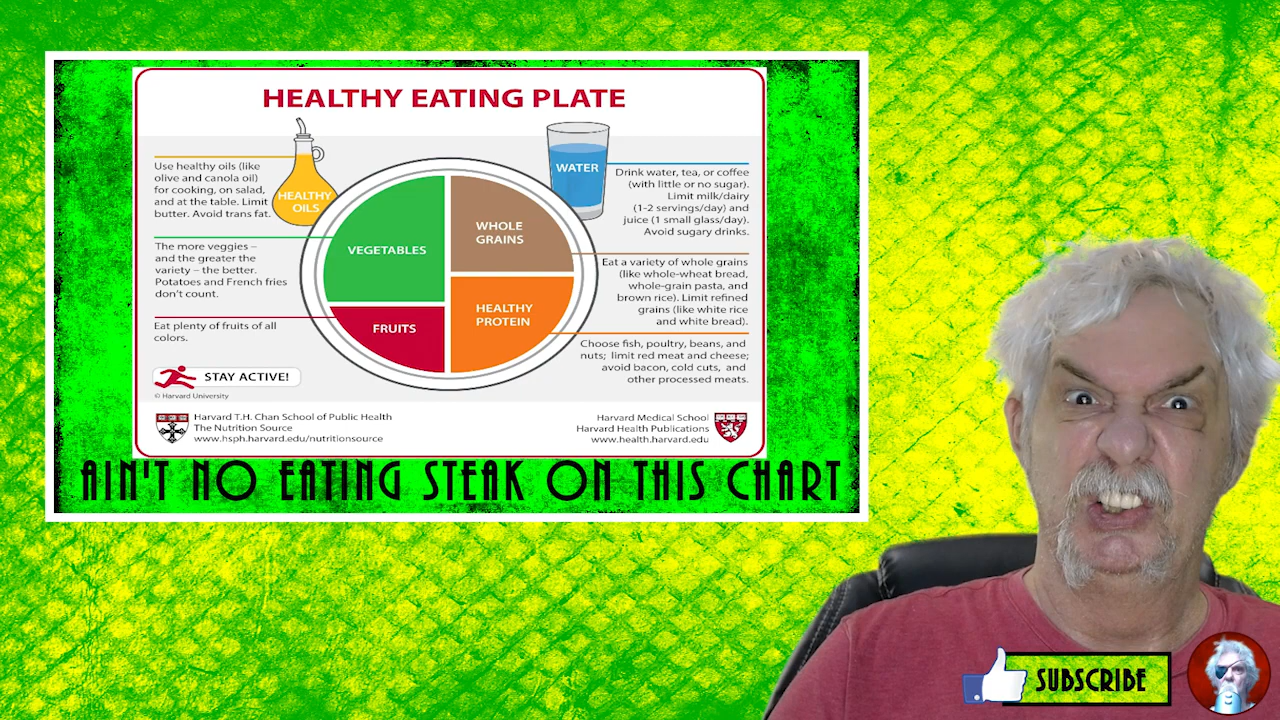 HEALTHY EATING PLATE
Use healthy oils (like
olive and canola oil)
for cooking, on salad,
and at the table. Limit
butter. Avoid trans fat.
HEALTHY
OILS
WATER
Drink water, tea, or coffee
(with little or no sugar).
Limit milk/dairy
(1-2 servings/day) and
juice (1 small glass/day).
Avoid sugary drinks.
The more veggies –
and the greater the
variety – the better.
Potatoes and French fries
don't count.
VEGETABLES
WHOLE
GRAINS
Eat a variety of whole grains
(like whole-wheat bread,
whole-grain pasta, and
brown rice). Limit refined
grains (like white rice
and white bread).
Eat plenty of fruits of all
colors.
FRUITS
HEALTHY
PROTEIN
Choose fish, poultry, beans, and
nuts; limit red meat and cheese;
avoid bacon, cold cuts, and
other processed meats.
STAY ACTIVE!
© Harvard University
Harvard T.H. Chan School of Public Health
The Nutrition Source
www.hsph.harvard.edu/nutritionsource
Harvard Medical School
Harvard Health Publications
www.health.harvard.edu
AIN'T NO EATING STEAK ON THIS CHART
SUBSCRIBE